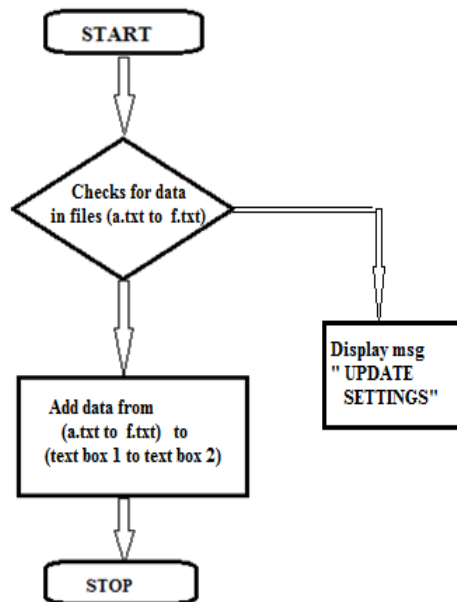 START
Checks for data
in files (a.txt to f.txt)
Display msg
" UPDATE
SETTINGS"
Add data from
(a.txt to f.txt) to
(text box 1 to text box 2)
STOP